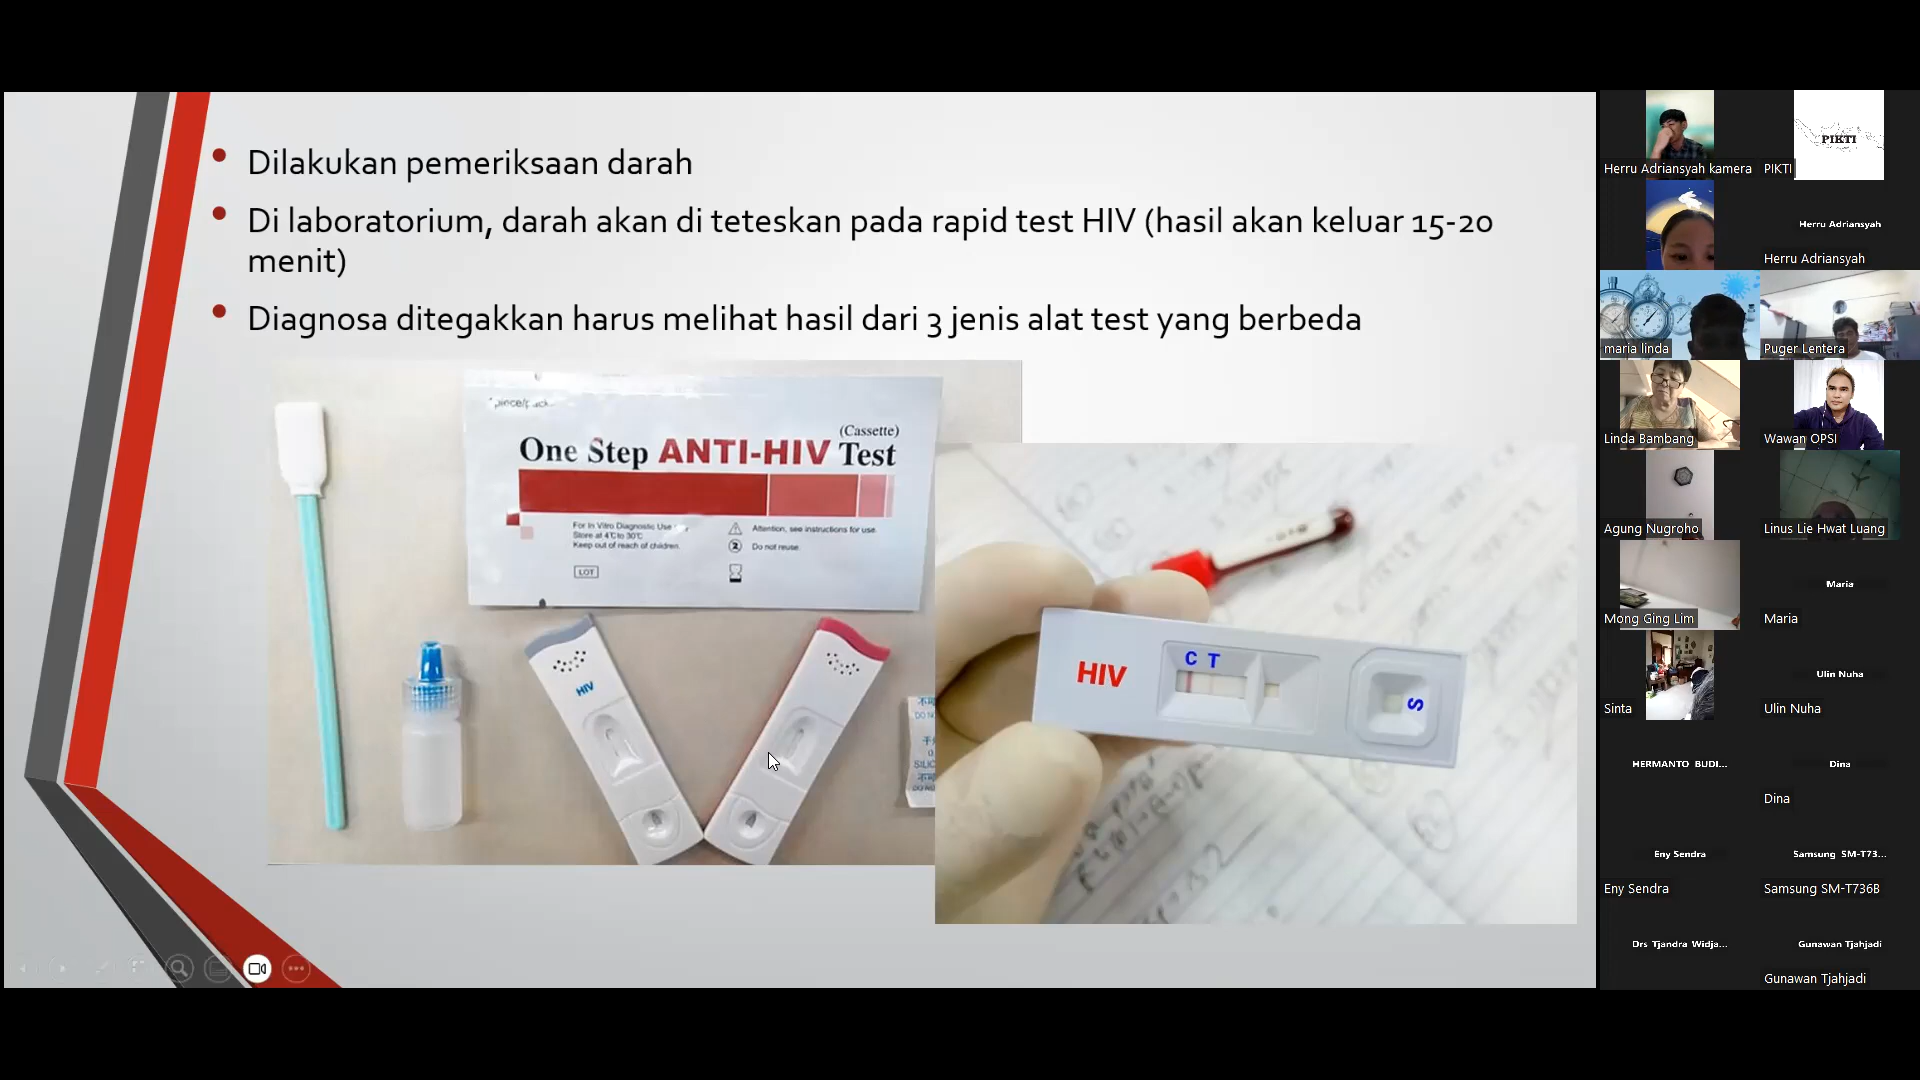 Dilakukan pemeriksaan darah
Di laboratorium, darah akan di teteskan pada rapid test HIV (hasil akan keluar 15-20
menit)
Diagnosa ditegakkan harus melihat hasil dari 3 jenis alat test yang berbeda
(Cassette)
One Step ANTI-HIV Test
For In Vitro Diagnostic Use
Store at 4°C to 30°C
Keep out of reach of children.
Attention, see instructions for use.
2 Do not reuse
LOT
HIV
HIV
C T
S
Herru Adriansyah kamera
PIKTI
PIKTI
Herru Adriansyah
Herru Adriansyah
maria linda
Puger Lentera
Linda Bambang
Wawan OPSI
Agung Nugroho
Linus Lie Hwat Luang
Mong Ging Lim
Maria
Maria
Sinta
Ulin Nuha
Ulin Nuha
HERMANTO BUDI...
Dina
Dina
Eny Sendra
Eny Sendra
Samsung SM-T73...
Samsung SM-T736B
Drs Tjandra Widja...
Gunawan Tjahjadi
Gunawan Tjahjadi